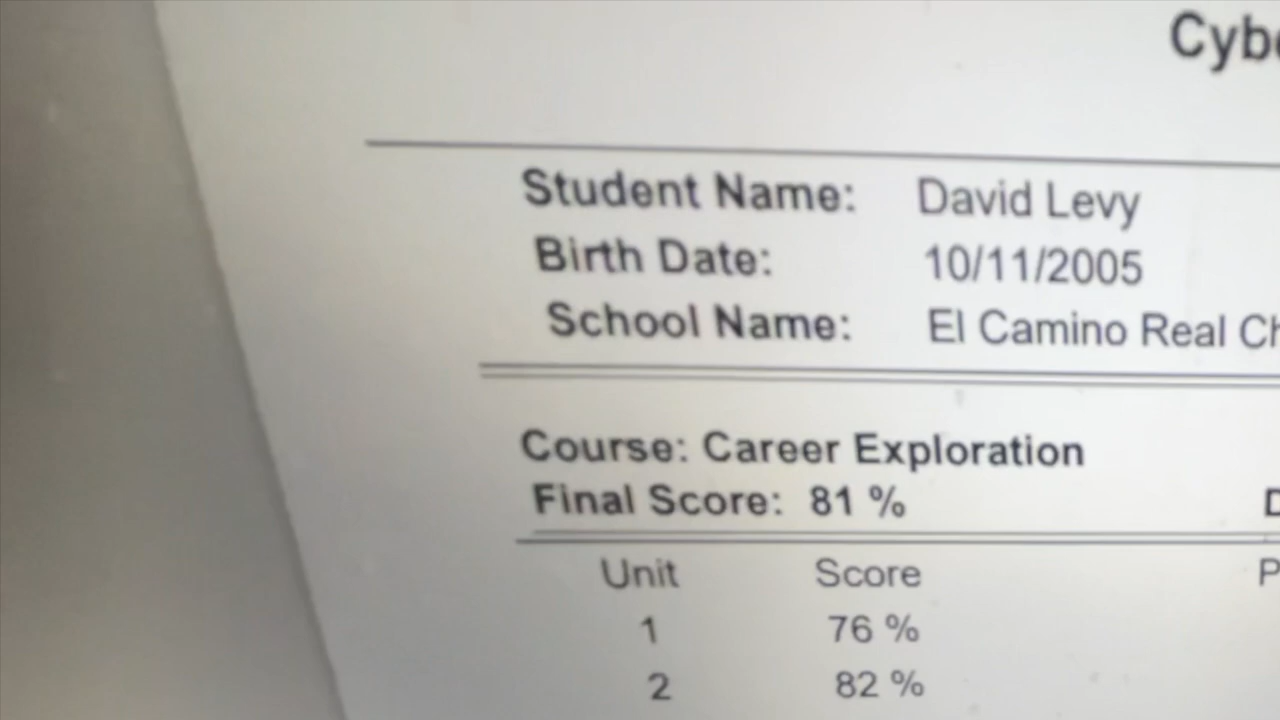 Cybe
Student Name: David Levy
Birth Date: 10/11/2005
School Name: El Camino Real Ch
Course: Career Exploration
Final Score: 81 % D
Unit Score P
1 76 %
2 82 %